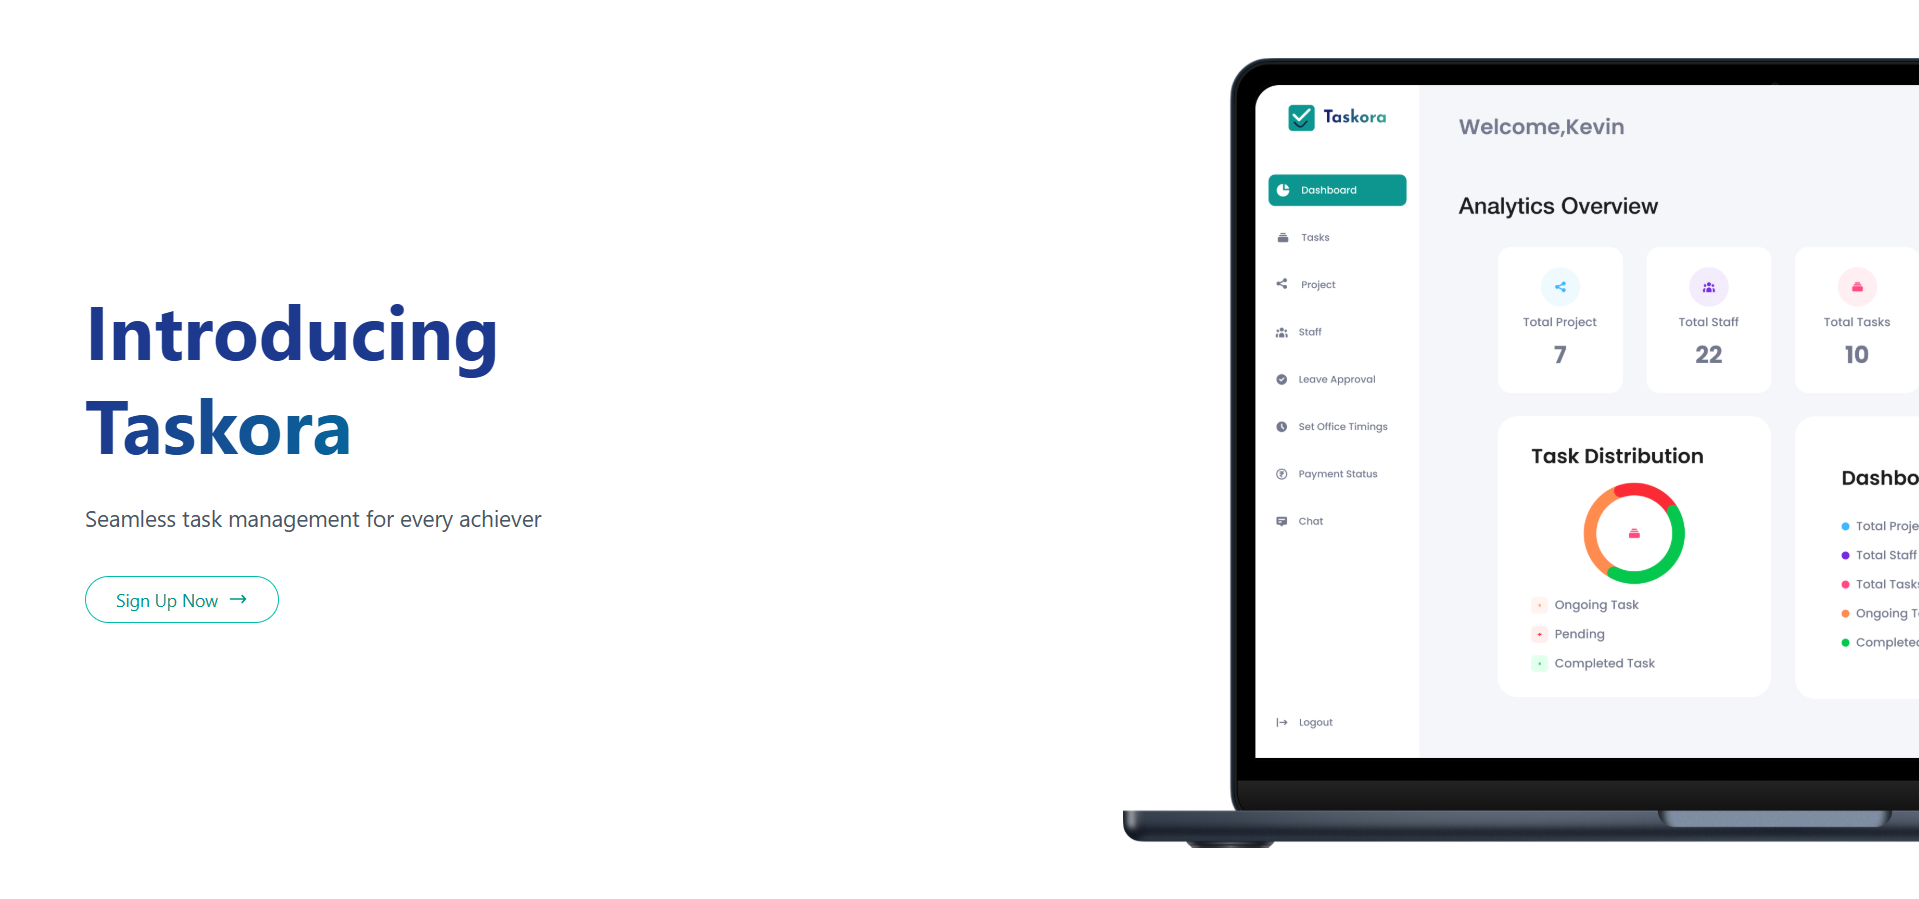 Introducing
Taskora
Seamless task management for every achiever
Sign Up Now
Taskora
Dashboard
Tasks
Project
Staff
Leave Approval
Set Office Timings
Payment Status
Chat
Logout
Welcome,Kevin
Analytics Overview
Total Project
7
Total Staff
22
Total Tasks
10
Task Distribution
Ongoing Task
Pending
Completed Task
Dashbo
Total Proje
Total Staff
Total Tasks
Ongoing T
Completed